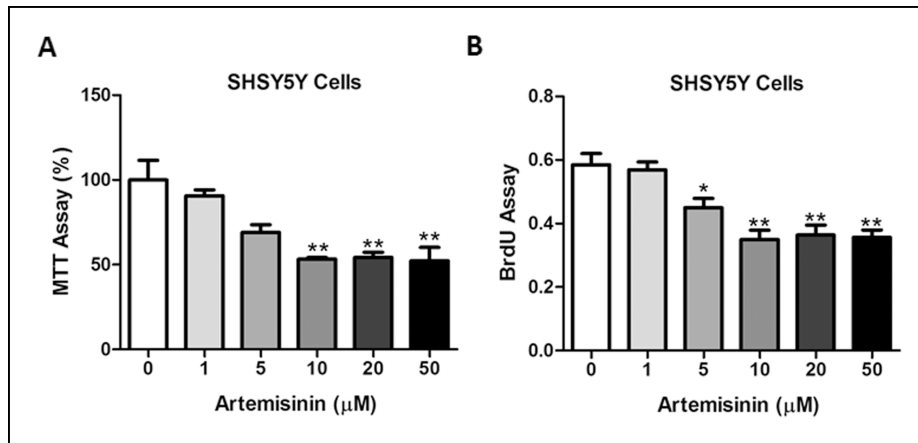 A
SHSY5Y Cells
MTT Assay (%)
150
100
50
0
** ** **
0 1 5 10 20 50
Artemisinin (µM)
B
SHSY5Y Cells
BrdU Assay
0.8
0.6
0.4
0.2
0.0
* ** ** **
0 1 5 10 20 50
Artemisinin (µM)